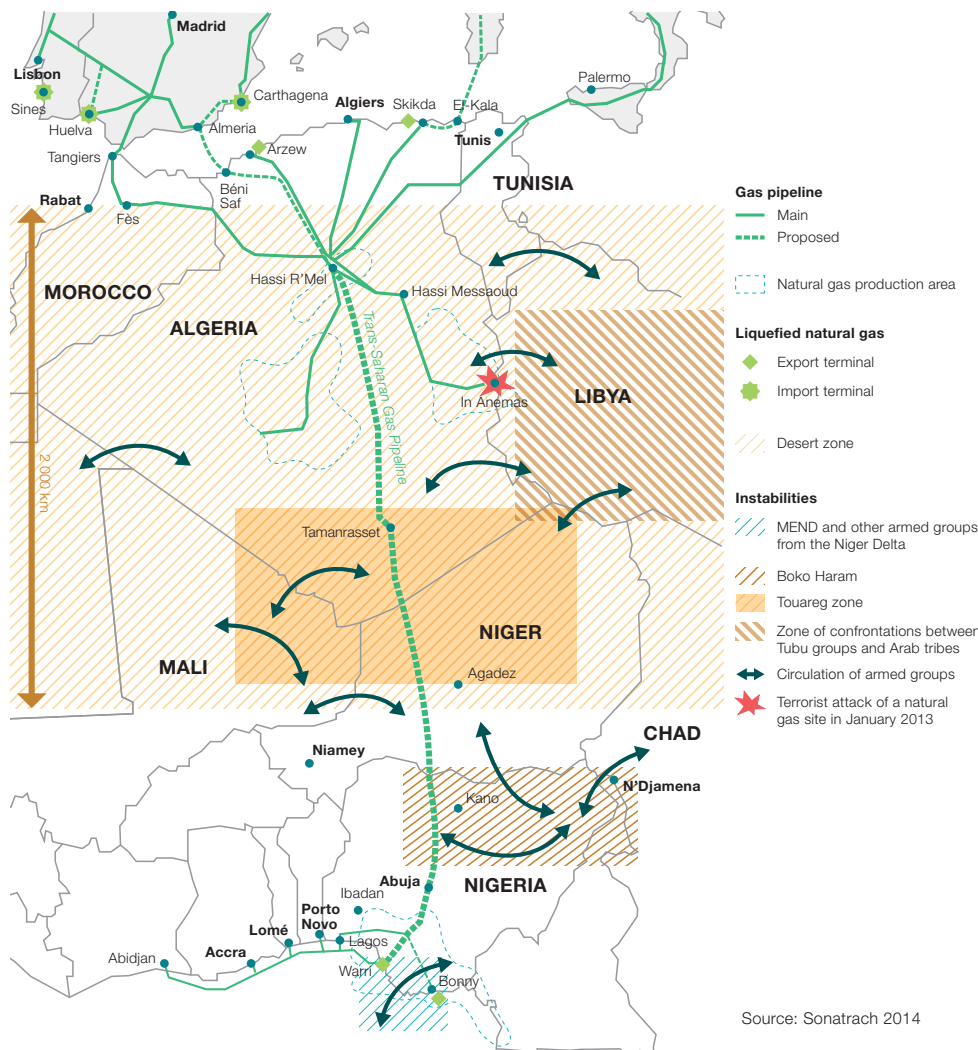 Madrid
Lisbon
Sines
Huelva
Carthagena
Almeria
Algiers
Skikda
El-Kala
Palermo
Tunis
Arzew
Tangiers
Béni
Saf
TUNISIA
Rabat
Fès
Hassi R'Mel
MOROCCO
Hassi Messaoud
ALGERIA
Trans-Saharan Gas Pipeline
In Anemas
LIBYA
2 000 km
Tamanrasset
NIGER
MALI
Agadez
CHAD
Niamey
N'Djamena
Kano
NIGERIA
Abuja
Ibadan
Porto
Novo
Lomé
Lagos
Accra
Abidjan
Warri
Bonny
Gas pipeline
Main
Proposed
Natural gas production area
Liquefied natural gas
Export terminal
Import terminal
Desert zone
Instabilities
MEND and other armed groups
from the Niger Delta
Boko Haram
Touareg zone
Zone of confrontations between
Tubu groups and Arab tribes
Circulation of armed groups
Terrorist attack of a natural
gas site in January 2013
Source: Sonatrach 2014